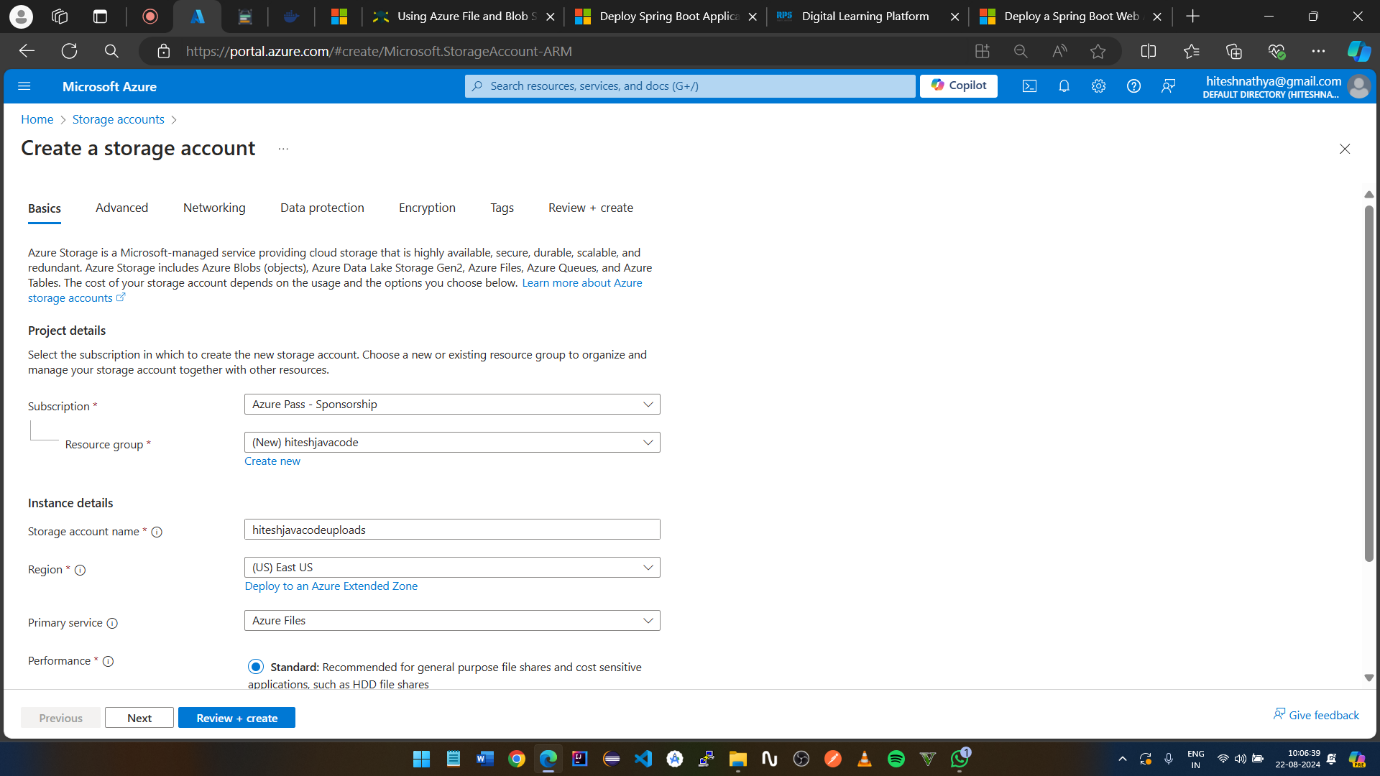 Using Azure File and Blob S
Deploy Spring Boot Applica
RPS Digital Learning Platform
Deploy a Spring Boot Web
https://portal.azure.com/#create/Microsoft.StorageAccount-ARM
Microsoft Azure
Search resources, services, and docs (G+/)
Copilot
hiteshnathya@gmail.com
DEFAULT DIRECTORY (HITESHNA...
Home > Storage accounts >
Create a storage account ...
Basics
Advanced
Networking
Data protection
Encryption
Tags
Review + create
Azure Storage is a Microsoft-managed service providing cloud storage that is highly available, secure, durable, scalable, and
redundant. Azure Storage includes Azure Blobs (objects), Azure Data Lake Storage Gen2, Azure Files, Azure Queues, and Azure
Tables. The cost of your storage account depends on the usage and the options you choose below. Learn more about Azure
storage accounts
Project details
Select the subscription in which to create the new storage account. Choose a new or existing resource group to organize and
manage your storage account together with other resources.
Subscription *
Azure Pass - Sponsorship
Resource group *
(New) hiteshjavacode
Create new
Instance details
Storage account name *
hiteshjavacodeuploads
Region *
(US) East US
Deploy to an Azure Extended Zone
Primary service
Azure Files
Performance *
Standard: Recommended for general purpose file shares and cost sensitive
applications, such as HDD file shares
Previous
Next
Review + create
Give feedback
1
ENG
IN
10:06:39
22-08-2024
PRE